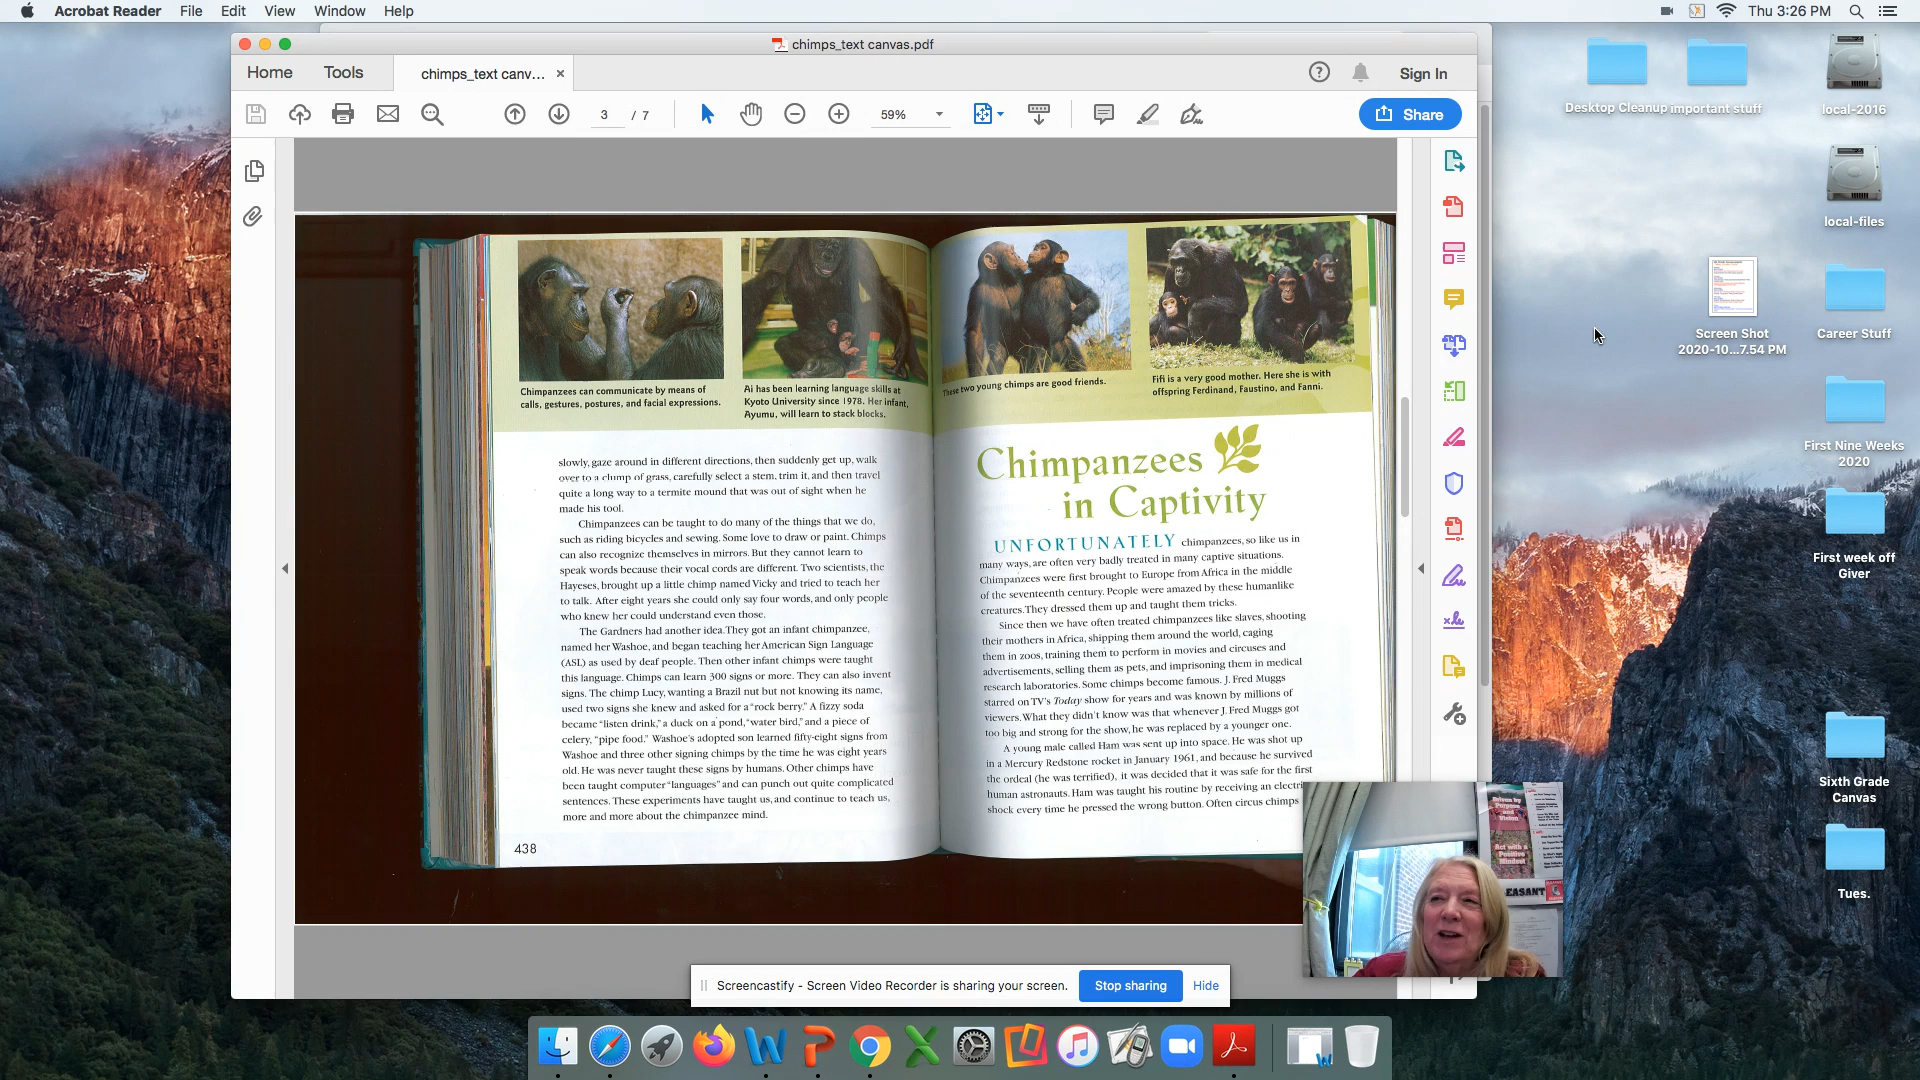 Acrobat Reader File Edit View Window Help Thu 3:26 PM
chimps_text canvas.pdf
Home Tools chimps_text canv... × Sign In
3 / 7 59% Share
Desktop Cleanup important stuff local-2016
local-files
Screen Shot
2020-10...7.54 PM
Career Stuff
First Nine Weeks
2020
First week off
Giver
Sixth Grade
Canvas
Tues.
Chimpanzees can communicate by means of
calls, gestures, postures, and facial expressions.
Ai has been learning language skills at
Kyoto University since 1978. Her infant,
Ayumu, will learn to stack blocks.
These two young chimps are good friends.
Fifi is a very good mother. Here she is with
offspring Ferdinand, Faustino, and Fanni.
slowly, gaze around in different directions, then suddenly get up, walk
over to a clump of grass, carefully select a stem, trim it, and then travel
quite a long way to a termite mound that was out of sight when he
made his tool.
Chimpanzees can be taught to do many of the things that we do,
such as riding bicycles and sewing. Some love to draw or paint. Chimps
can also recognize themselves in mirrors. But they cannot learn to
speak words because their vocal cords are different. Two scientists, the
Hayeses, brought up a little chimp named Vicky and tried to teach her
to talk. After eight years she could only say four words, and only people
who knew her could understand even those.
The Gardners had another idea. They got an infant chimpanzee,
named her Washoe, and began teaching her American Sign Language
(ASL) as used by deaf people. Then other infant chimps were taught
this language. Chimps can learn 300 signs or more. They can also invent
signs. The chimp Lucy, wanting a Brazil nut but not knowing its name,
used two signs she knew and asked for a "rock berry." A fizzy soda
became "listen drink," a duck on a pond, "water bird," and a piece of
celery, "pipe food." Washoe's adopted son learned fifty-eight signs from
Washoe and three other signing chimps by the time he was eight years
old. He was never taught these signs by humans. Other chimps have
been taught computer "languages" and can punch out quite complicated
sentences. These experiments have taught us, and continue to teach us,
more and more about the chimpanzee mind.
438
Chimpanzees
in Captivity
UNFORTUNATELY chimpanzees, so like us in
many ways, are often very badly treated in many captive situations.
Chimpanzees were first brought to Europe from Africa in the middle
of the seventeenth century. People were amazed by these humanlike
creatures. They dressed them up and taught them tricks.
Since then we have often treated chimpanzees like slaves, shooting
their mothers in Africa, shipping them around the world, caging
them in zoos, training them to perform in movies and circuses and
advertisements, selling them as pets, and imprisoning them in medical
research laboratories. Some chimps become famous. J. Fred Muggs
starred on TV's Today show for years and was known by millions of
viewers. What they didn't know was that whenever J. Fred Muggs got
too big and strong for the show, he was replaced by a younger one.
A young male called Ham was sent up into space. He was shot up
in a Mercury Redstone rocket in January 1961, and because he survived
the ordeal (he was terrified), it was decided that it was safe for the first
human astronauts. Ham was taught his routine by receiving an electri
shock every time he pressed the wrong button. Often circus chimps
Driven by
Purpose
and
Vision
Act with a
Positive
Mindset
EASANT
Screencastify - Screen Video Recorder is sharing your screen. Stop sharing Hide